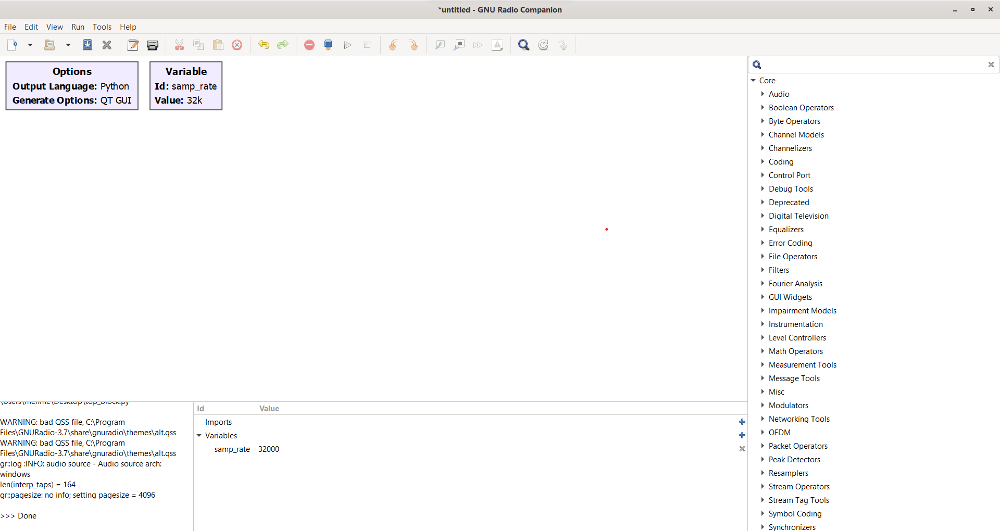 *untitled - GNU Radio Companion
File Edit View Run Tools Help
Options
Output Language: Python
Generate Options: QT GUI
Variable
Id: samp_rate
Value: 32k
Core
Audio
Boolean Operators
Byte Operators
Channel Models
Channelizers
Coding
Control Port
Debug Tools
Deprecated
Digital Television
Equalizers
Error Coding
File Operators
Filters
Fourier Analysis
GUI Widgets
Impairment Models
Instrumentation
Level Controllers
Math Operators
Measurement Tools
Message Tools
Misc
Modulators
Networking Tools
OFDM
Packet Operators
Peak Detectors
Resamplers
Stream Operators
Stream Tag Tools
Symbol Coding
Synchronizers
\Users\mehme\Desktop\top_block.py
WARNING: bad QSS file, C:\Program
Files\GNURadio-3.7\share\gnuradio\themes\alt.qss
WARNING: bad QSS file, C:\Program
Files\GNURadio-3.7\share\gnuradio\themes\alt.qss
gr::log :INFO: audio source - Audio source arch:
windows
len(interp_taps) = 164
gr::pagesize: no info; setting pagesize = 4096
>>> Done
Id Value
Imports
Variables
samp_rate 32000